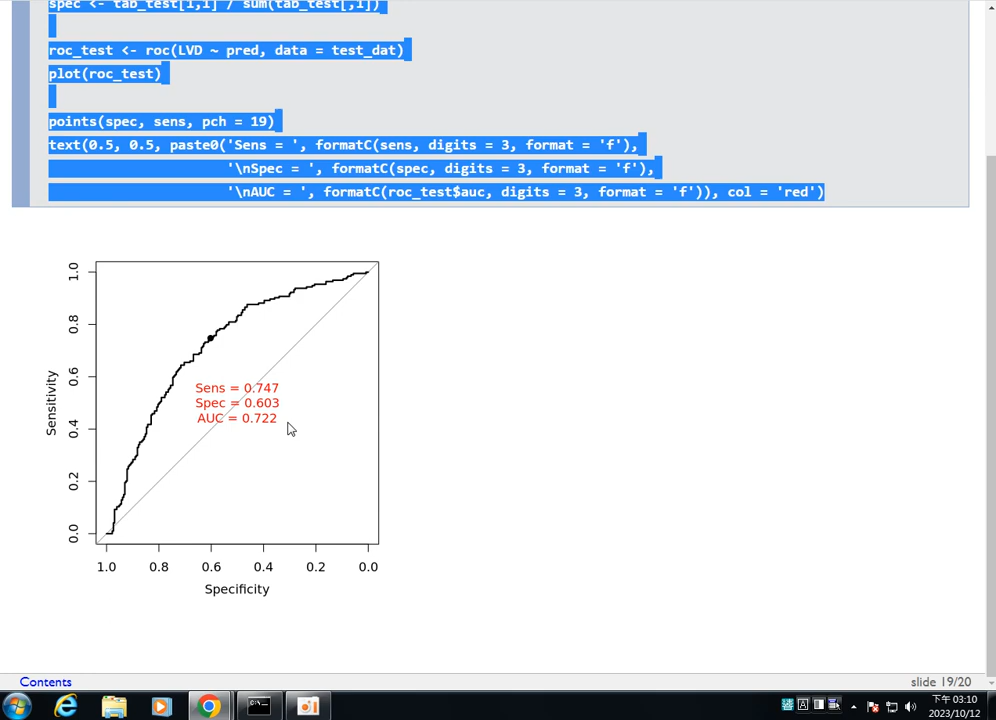 spec <- tab_test[1,1] / sum(tab_test[,1])
roc_test <- roc(LVD ~ pred, data = test_dat)
plot(roc_test)
points(spec, sens, pch = 19)
text(0.5, 0.5, paste0('Sens = ', formatC(sens, digits = 3, format = 'f'),
'\nSpec = ', formatC(spec, digits = 3, format = 'f'),
'\nAUC = ', formatC(roc_test$auc, digits = 3, format = 'f')), col = 'red')
1.0
0.8
0.6
0.4
0.2
0.0
Sensitivity
Sens = 0.747
Spec = 0.603
AUC = 0.722
1.0 0.8 0.6 0.4 0.2 0.0
Specificity
Contents
slide 19/20
下午 03:10
2023/10/12